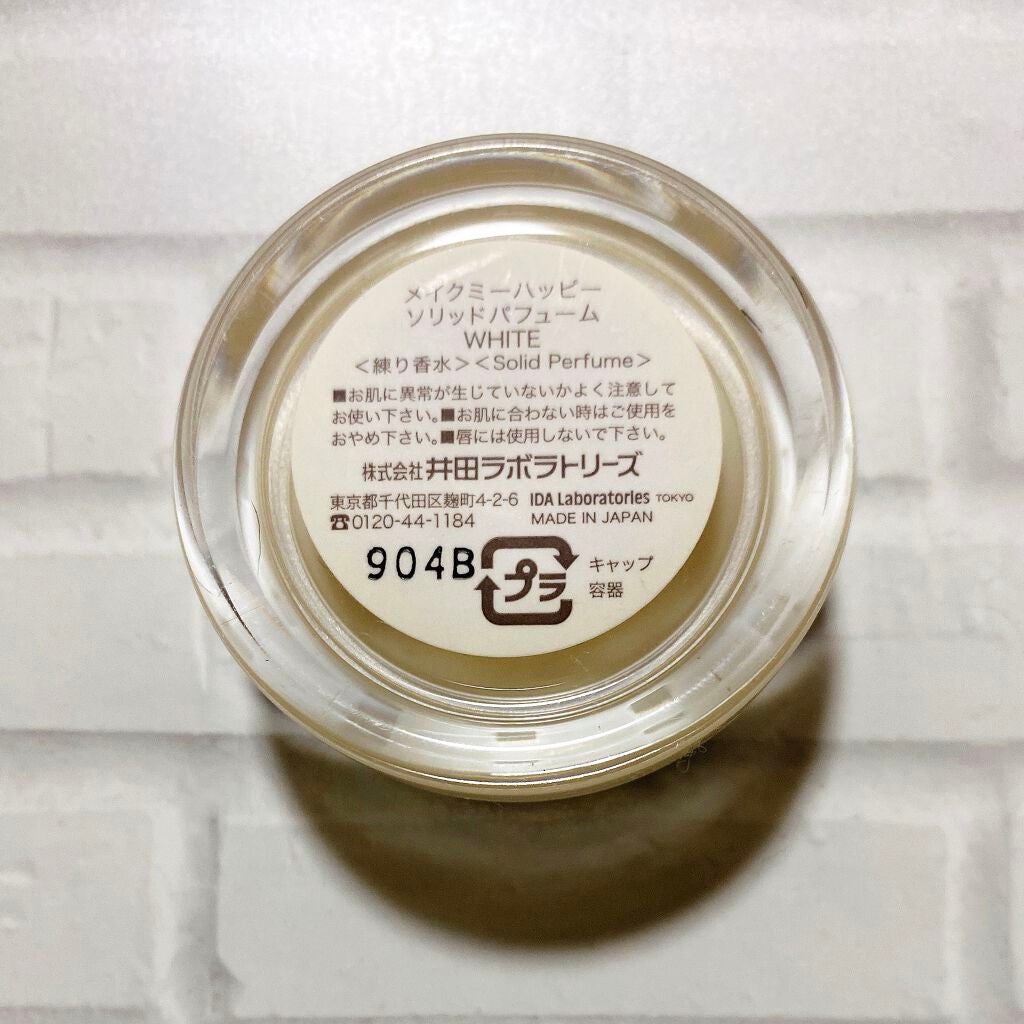 メイクミーハッピー
ソリッドパフューム
WHITE
＜練り香水＞＜Solid Perfume＞
■お肌に異常が生じていないかよく注意して
お使い下さい。■お肌に合わない時はご使用を
おやめ下さい。■唇には使用しないで下さい。
株式会社 井田ラボラトリーズ
東京都千代田区麹町4-2-6 IDA Laboratories TOKYO
☎0120-44-1184 MADE IN JAPAN
904B プラ キャップ
容器